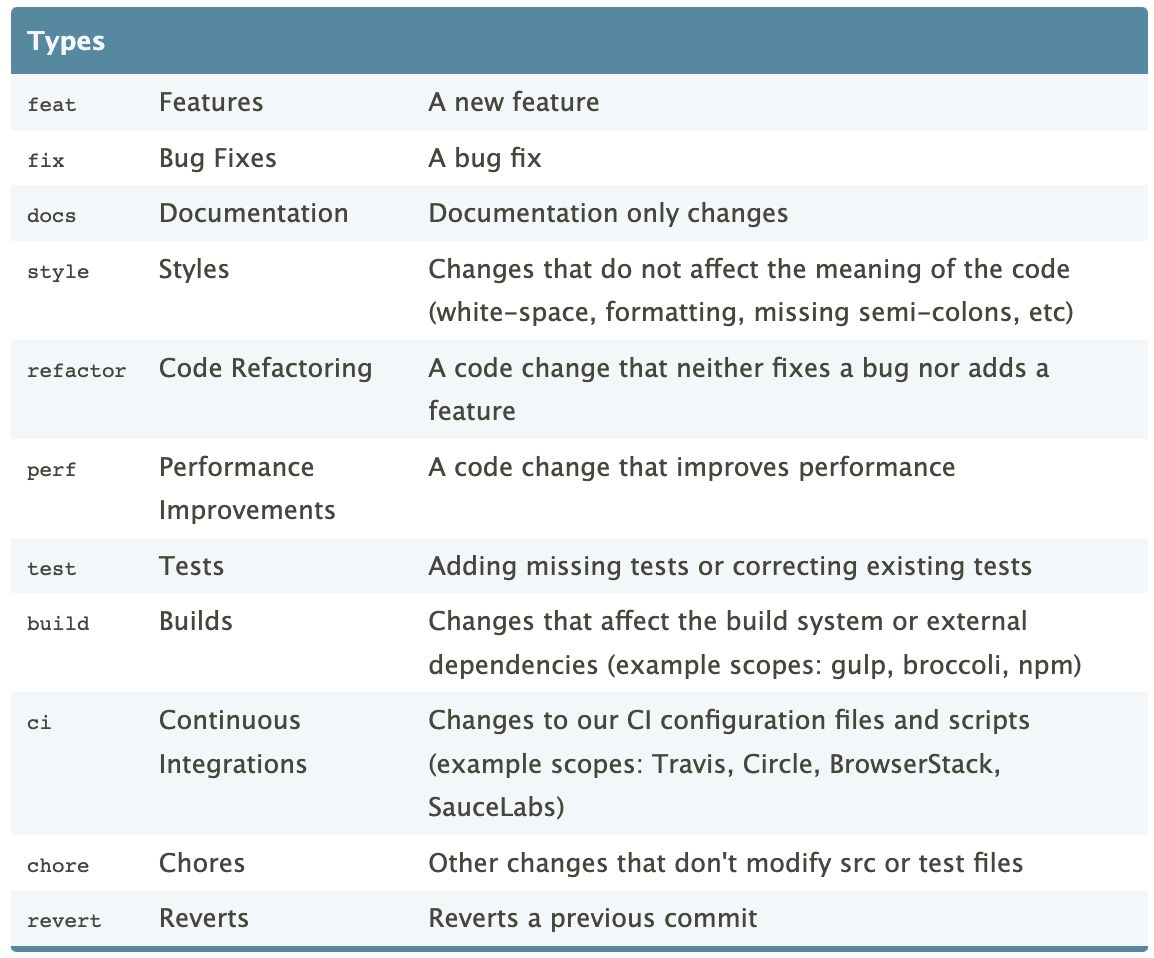 Types
feat Features A new feature
fix Bug Fixes A bug fix
docs Documentation Documentation only changes
style Styles Changes that do not affect the meaning of the code
(white-space, formatting, missing semi-colons, etc)
refactor Code Refactoring A code change that neither fixes a bug nor adds a
feature
perf Performance A code change that improves performance
Improvements
test Tests Adding missing tests or correcting existing tests
build Builds Changes that affect the build system or external
dependencies (example scopes: gulp, broccoli, npm)
ci Continuous Changes to our CI configuration files and scripts
Integrations (example scopes: Travis, Circle, BrowserStack,
SauceLabs)
chore Chores Other changes that don't modify src or test files
revert Reverts Reverts a previous commit